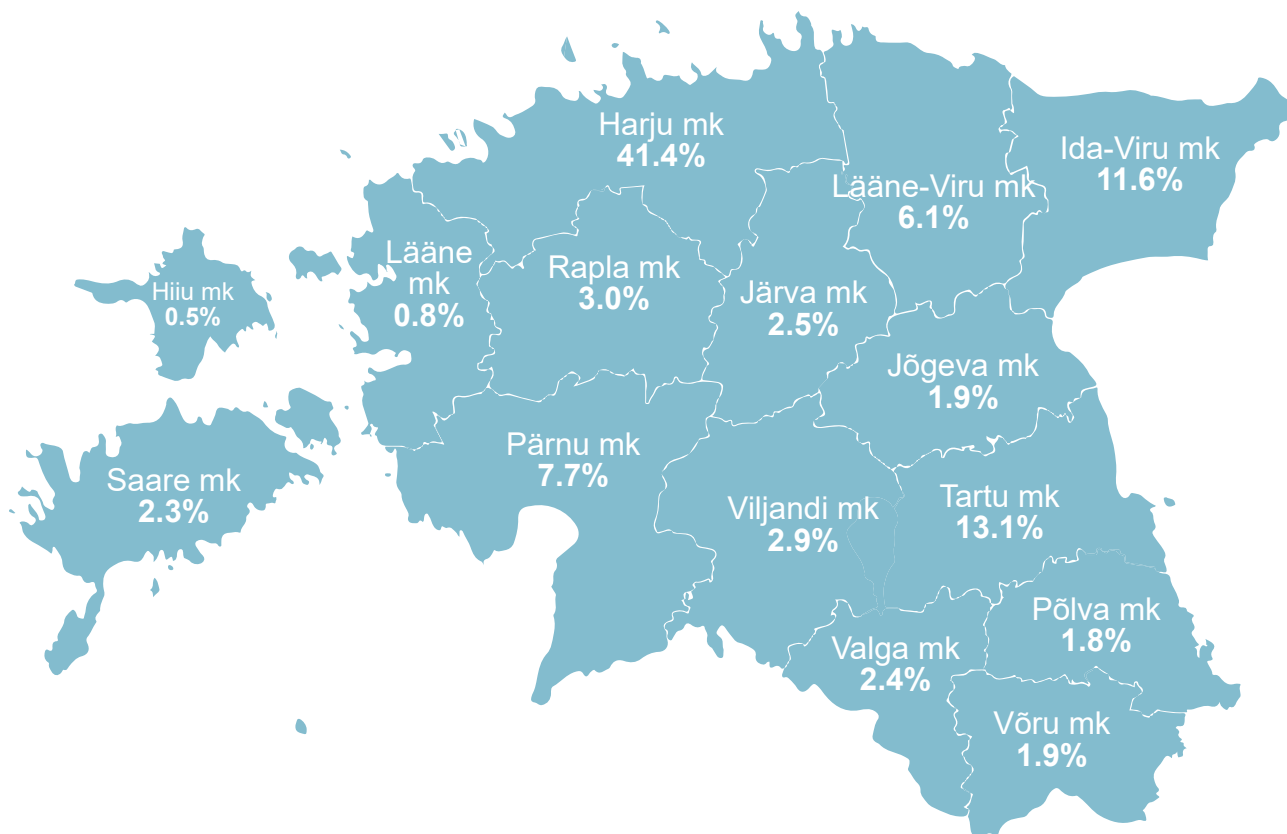 Harju mk
41.4%
Ida-Viru mk
11.6%
Lääne-Viru mk
6.1%
Lääne
mk
0.8%
Rapla mk
3.0%
Järva mk
2.5%
Hiiu mk
0.5%
Jõgeva mk
1.9%
Pärnu mk
7.7%
Saare mk
2.3%
Viljandi mk
2.9%
Tartu mk
13.1%
Põlva mk
1.8%
Valga mk
2.4%
Võru mk
1.9%